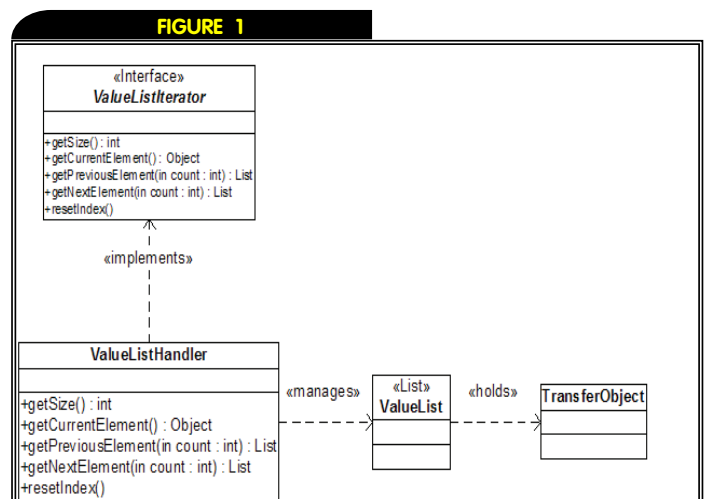 FIGURE 1
«Interface»
ValueListIterator
+getSize() : int
+getCurrentElement() : Object
+getPreviousElement(in count : int) : List
+getNextElement(in count : int) : List
+resetIndex()
«implements»
ValueListHandler
+getSize() : int
+getCurrentElement() : Object
+getPreviousElement(in count : int) : List
+getNextElement(in count : int) : List
+resetIndex()
«manages»
«List»
ValueList
«holds»
TransferObject